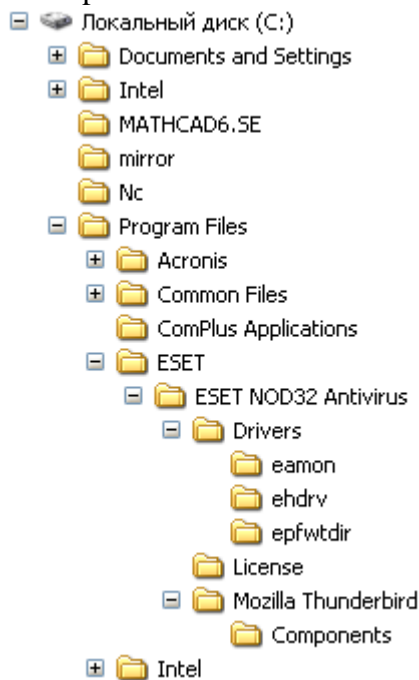 Локальный диск (C:)
Documents and Settings
Intel
MATHCAD6.SE
mirror
Nc
Program Files
Acronis
Common Files
ComPlus Applications
ESET
ESET NOD32 Antivirus
Drivers
eamon
ehdrv
epfwtdir
License
Mozilla Thunderbird
Components
Intel